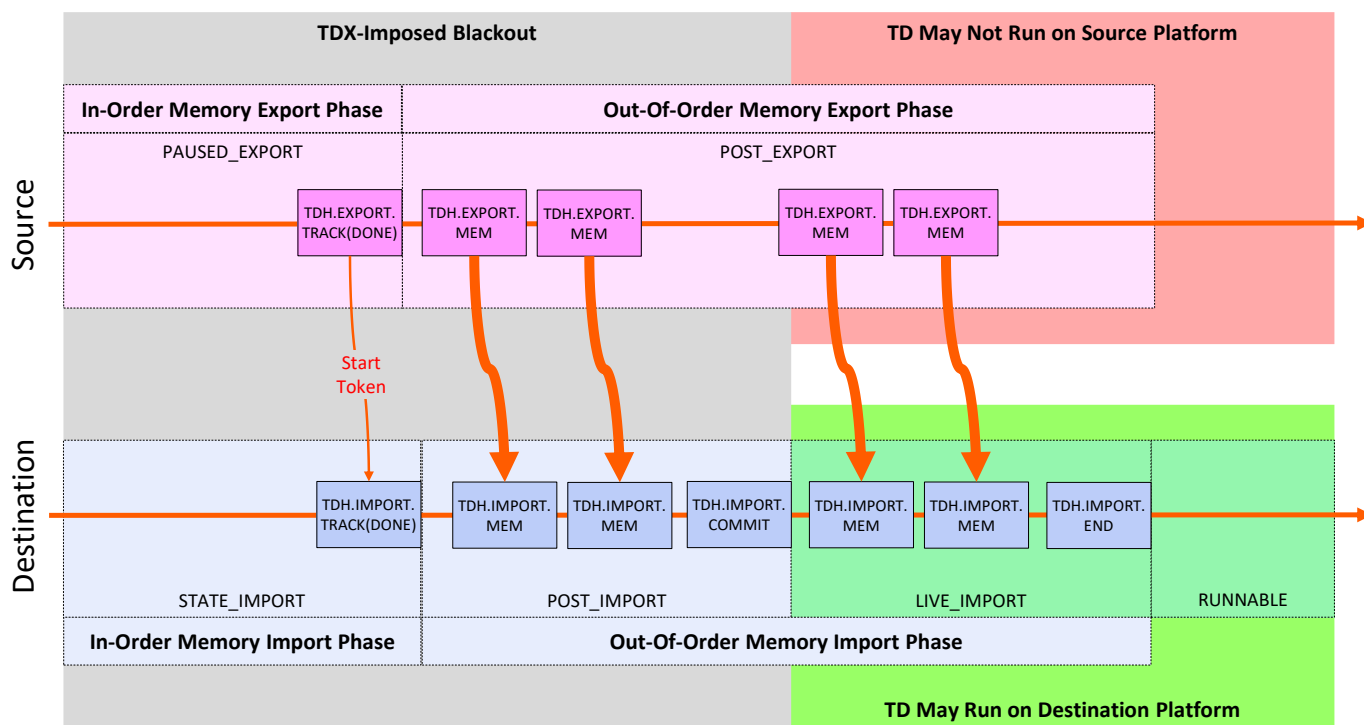 TDX-Imposed Blackout
TD May Not Run on Source Platform
In-Order Memory Export Phase
Out-Of-Order Memory Export Phase
PAUSED_EXPORT
POST_EXPORT
Source
TDH.EXPORT.
TRACK(DONE)
TDH.EXPORT.
MEM
TDH.EXPORT.
MEM
TDH.EXPORT.
MEM
TDH.EXPORT.
MEM
Start
Token
Destination
TDH.IMPORT.
TRACK(DONE)
TDH.IMPORT.
MEM
TDH.IMPORT.
MEM
TDH.IMPORT.
COMMIT
TDH.IMPORT.
MEM
TDH.IMPORT.
MEM
TDH.IMPORT.
END
STATE_IMPORT
POST_IMPORT
LIVE_IMPORT
RUNNABLE
In-Order Memory Import Phase
Out-Of-Order Memory Import Phase
TD May Run on Destination Platform